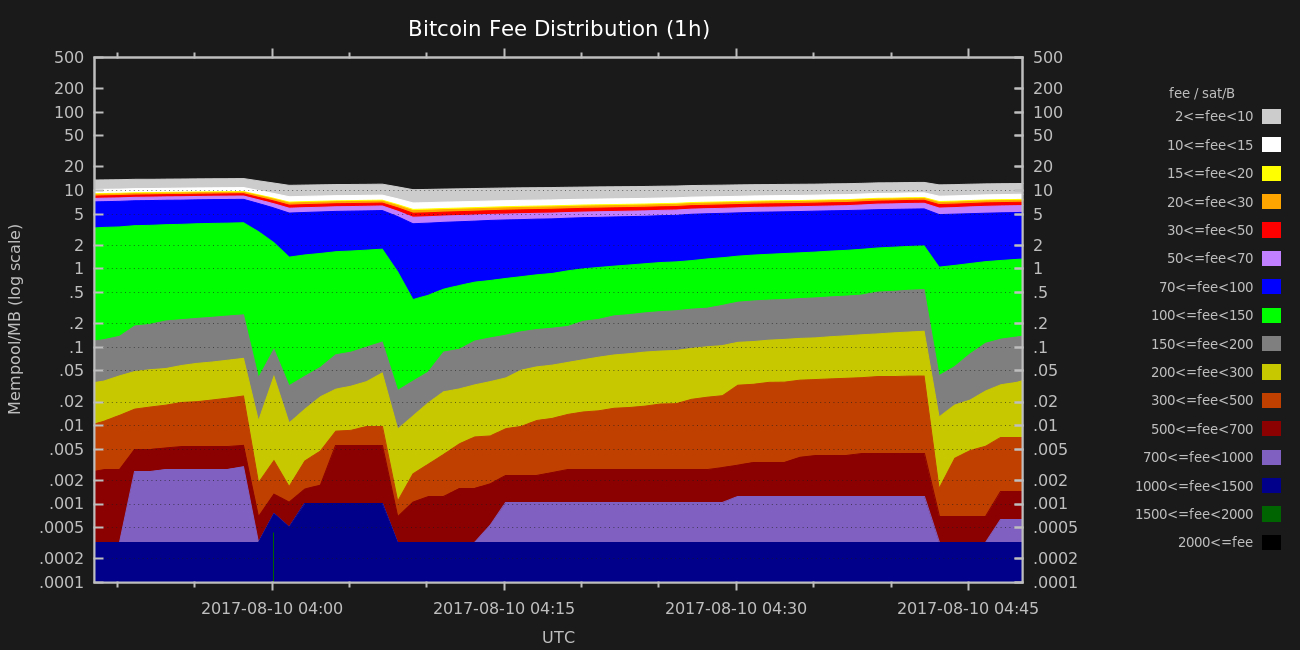 Bitcoin Fee Distribution (1h)
Mempool/MB (log scale)
500
200
100
50
20
10
5
2
1
.5
.2
.1
.05
.02
.01
.005
.002
.001
.0005
.0002
.0001
500
200
100
50
20
10
5
2
1
.5
.2
.1
.05
.02
.01
.005
.002
.001
.0005
.0002
.0001
2017-08-10 04:00
2017-08-10 04:15
2017-08-10 04:30
2017-08-10 04:45
UTC
fee / sat/B
2<=fee<10
10<=fee<15
15<=fee<20
20<=fee<30
30<=fee<50
50<=fee<70
70<=fee<100
100<=fee<150
150<=fee<200
200<=fee<300
300<=fee<500
500<=fee<700
700<=fee<1000
1000<=fee<1500
1500<=fee<2000
2000<=fee